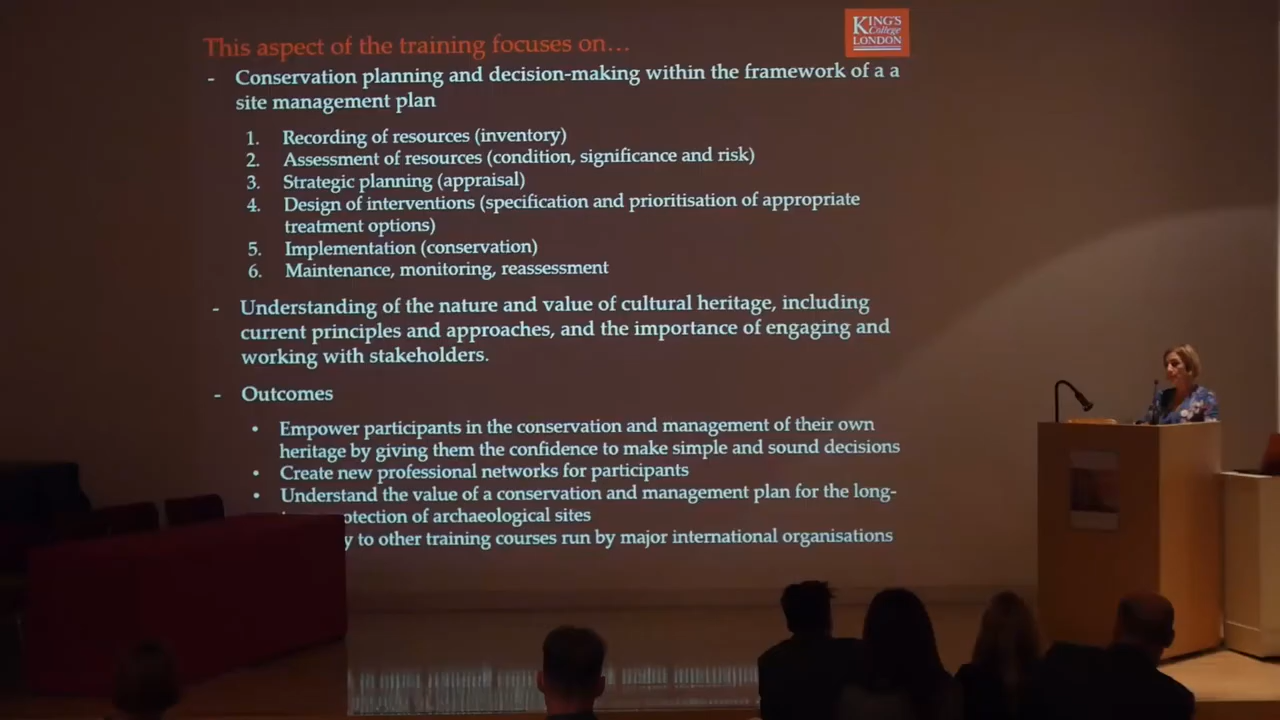 This aspect of the training focuses on...
KING'S
College
LONDON
- Conservation planning and decision-making within the framework of a a
site management plan
1. Recording of resources (inventory)
2. Assessment of resources (condition, significance and risk)
3. Strategic planning (appraisal)
4. Design of interventions (specification and prioritisation of appropriate
treatment options)
5. Implementation (conservation)
6. Maintenance, monitoring, reassessment
- Understanding of the nature and value of cultural heritage, including
current principles and approaches, and the importance of engaging and
working with stakeholders.
- Outcomes
• Empower participants in the conservation and management of their own
heritage by giving them the confidence to make simple and sound decisions
• Create new professional networks for participants
• Understand the value of a conservation and management plan for the long-
otection of archaeological sites
y to other training courses run by major international organisations